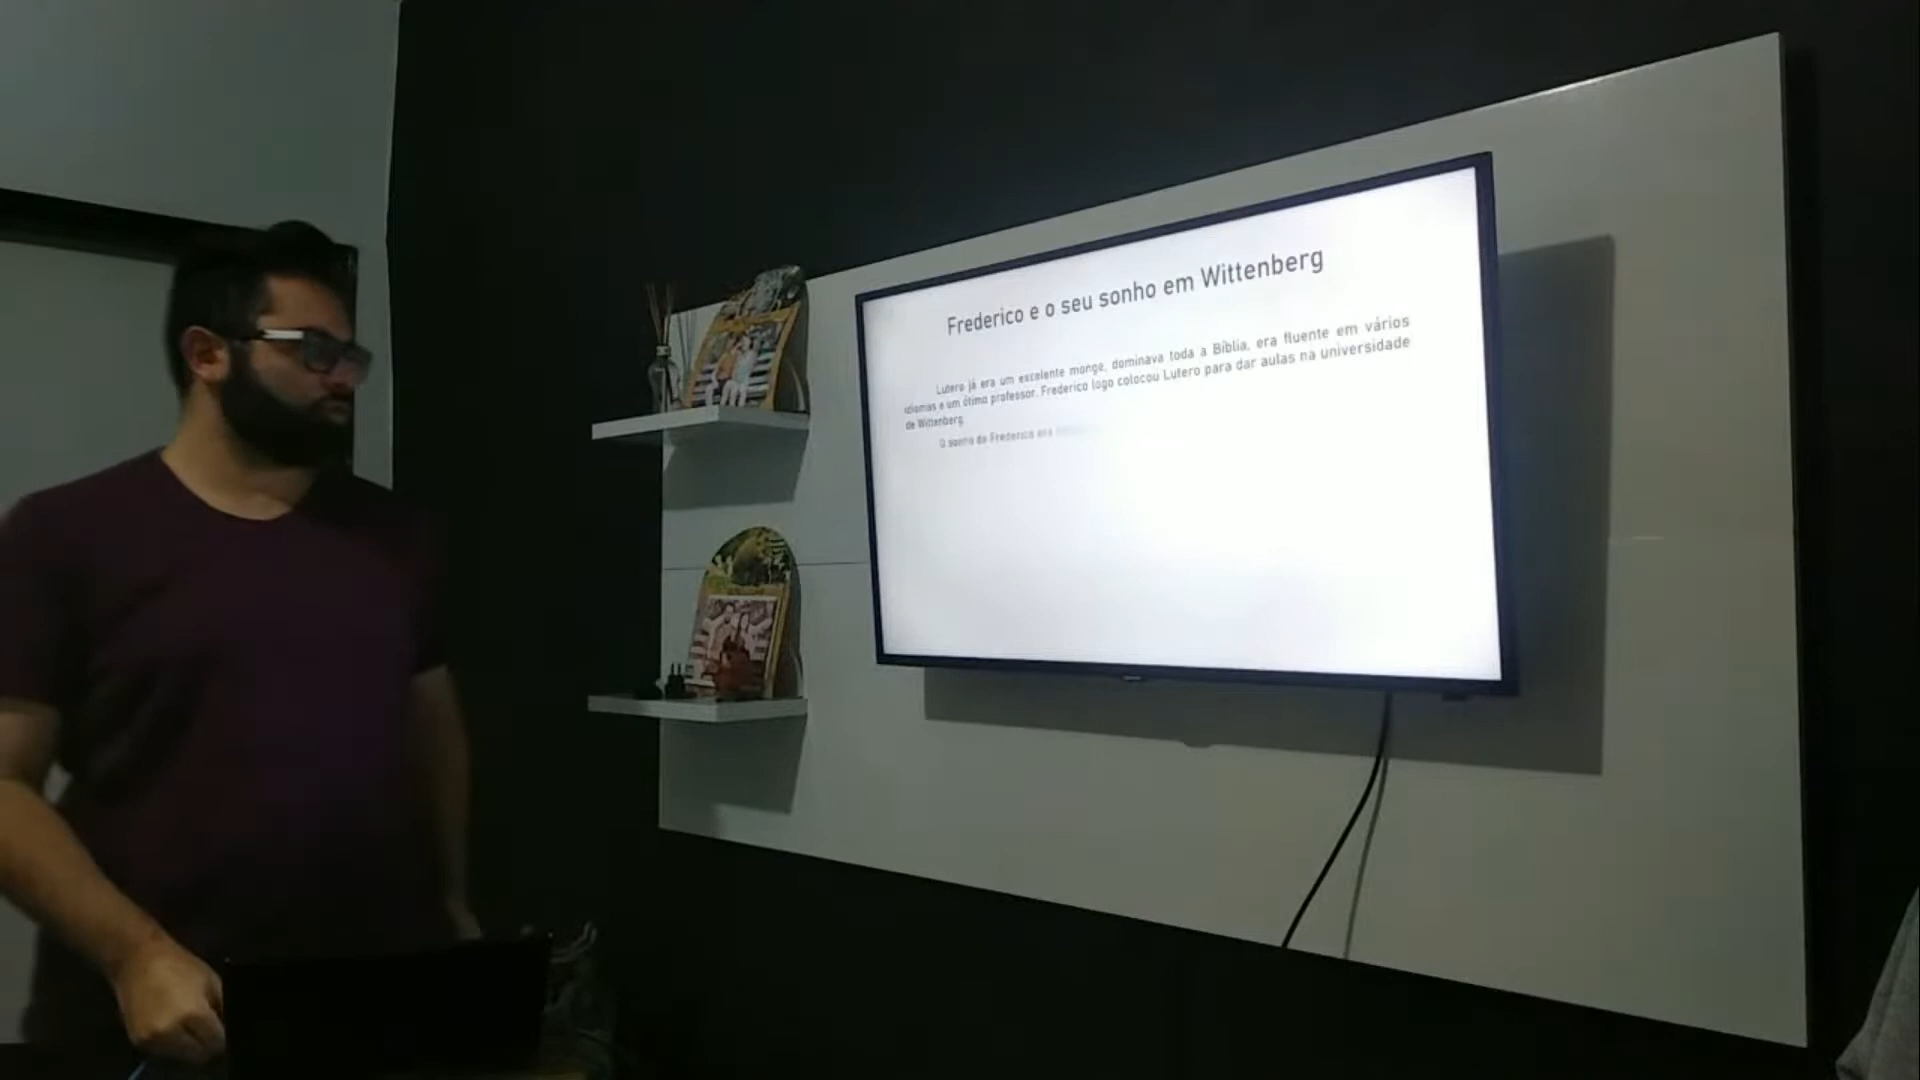 Frederico e o seu sonho em Wittenberg
Lutero já era um excelente monge, dominava toda a Bíblia, era fluente em vários
idiomas e um ótimo professor. Frederico logo colocou Lutero para dar aulas na universidade
de Wittenberg.
O sonho de Frederico era